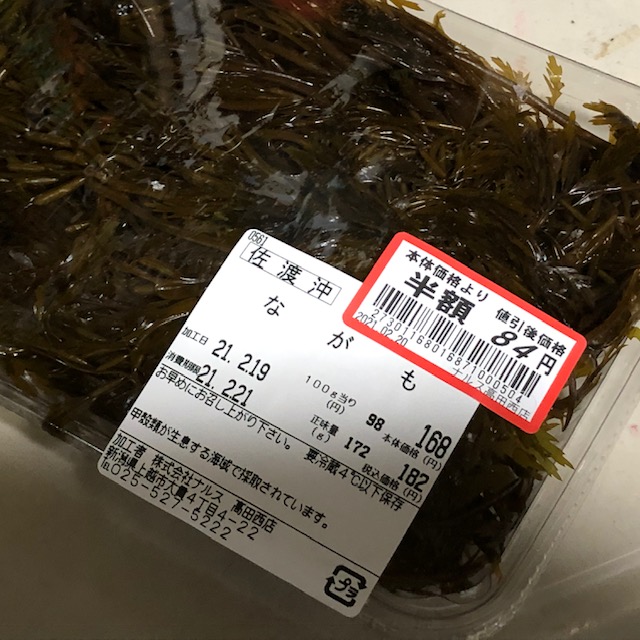 (056)
佐渡沖
ながも
加工日 21. 2.19
消費期限 21. 2.21
100g当り(円) 98 本体価格 168(円)
正味量(g) 172 税込価格 182(円)
お早めにお召し上がり下さい。 要冷蔵4℃以下保存
甲殻類が生息する海域で採取されています。
加工者 株式会社ナルス 高田西店
新潟県上越市大貫4丁目4-22
025-527-5222
プラ
本体価格より
半額 値引後価格
84円
2021.02.20 ナルス高田西店